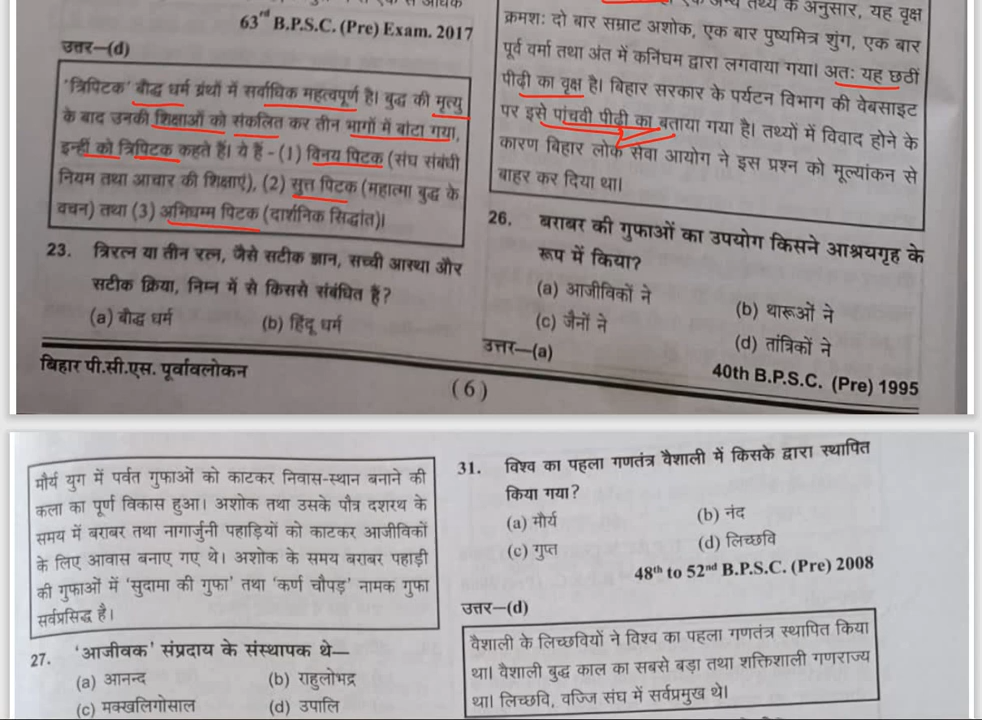 63rd B.P.S.C. (Pre) Exam. 2017
उत्तर—(d)
'त्रिपिटक' बौद्ध धर्म ग्रंथों में सर्वाधिक महत्वपूर्ण है। बुद्ध की मृत्यु
के बाद उनकी शिक्षाओं को संकलित कर तीन भागों में बांटा गया,
इन्हीं को त्रिपिटक कहते हैं। ये हैं - (1) विनय पिटक (संघ संबंधी
नियम तथा आचार की शिक्षाएं), (2) सुत्त पिटक (महात्मा बुद्ध के
वचन) तथा (3) अभिधम्म पिटक (दार्शनिक सिद्धांत)।
23. त्रिरत्न या तीन रत्न, जैसे सटीक ज्ञान, सच्ची आस्था और
सटीक क्रिया, निम्न में से किससे संबंधित हैं?
(a) बौद्ध धर्म (b) हिंदू धर्म
अन्य तथ्य के अनुसार, यह वृक्ष
क्रमशः दो बार सम्राट अशोक, एक बार पुष्यमित्र शुंग, एक बार
पूर्व वर्मा तथा अंत में कनिंघम द्वारा लगवाया गया। अतः यह छठीं
पीढ़ी का वृक्ष है। बिहार सरकार के पर्यटन विभाग की वेबसाइट
पर इसे पांचवी पीढ़ी का बताया गया है। तथ्यों में विवाद होने के
कारण बिहार लोक सेवा आयोग ने इस प्रश्न को मूल्यांकन से
बाहर कर दिया था।
26. बराबर की गुफाओं का उपयोग किसने आश्रयगृह के
रूप में किया?
(a) आजीविकों ने (b) थारूओं ने
(c) जैनों ने (d) तांत्रिकों ने
उत्तर—(a)
40th B.P.S.C. (Pre) 1995
बिहार पी.सी.एस. पूर्वावलोकन
(6)
मौर्य युग में पर्वत गुफाओं को काटकर निवास-स्थान बनाने की
कला का पूर्ण विकास हुआ। अशोक तथा उसके पौत्र दशरथ के
समय में बराबर तथा नागार्जुनी पहाड़ियों को काटकर आजीविकों
के लिए आवास बनाए गए थे। अशोक के समय बराबर पहाड़ी
की गुफाओं में 'सुदामा की गुफा' तथा 'कर्ण चौपड़' नामक गुफा
सर्वप्रसिद्ध है।
27. 'आजीवक' संप्रदाय के संस्थापक थे—
(a) आनन्द (b) राहुलोभद्र
(c) मक्खलिगोसाल (d) उपालि
31. विश्व का पहला गणतंत्र वैशाली में किसके द्वारा स्थापित
किया गया?
(a) मौर्य (b) नंद
(c) गुप्त (d) लिच्छवि
48th to 52nd B.P.S.C. (Pre) 2008
उत्तर—(d)
वैशाली के लिच्छवियों ने विश्व का पहला गणतंत्र स्थापित किया
था। वैशाली बुद्ध काल का सबसे बड़ा तथा शक्तिशाली गणराज्य
था। लिच्छवि, वज्जि संघ में सर्वप्रमुख थे।